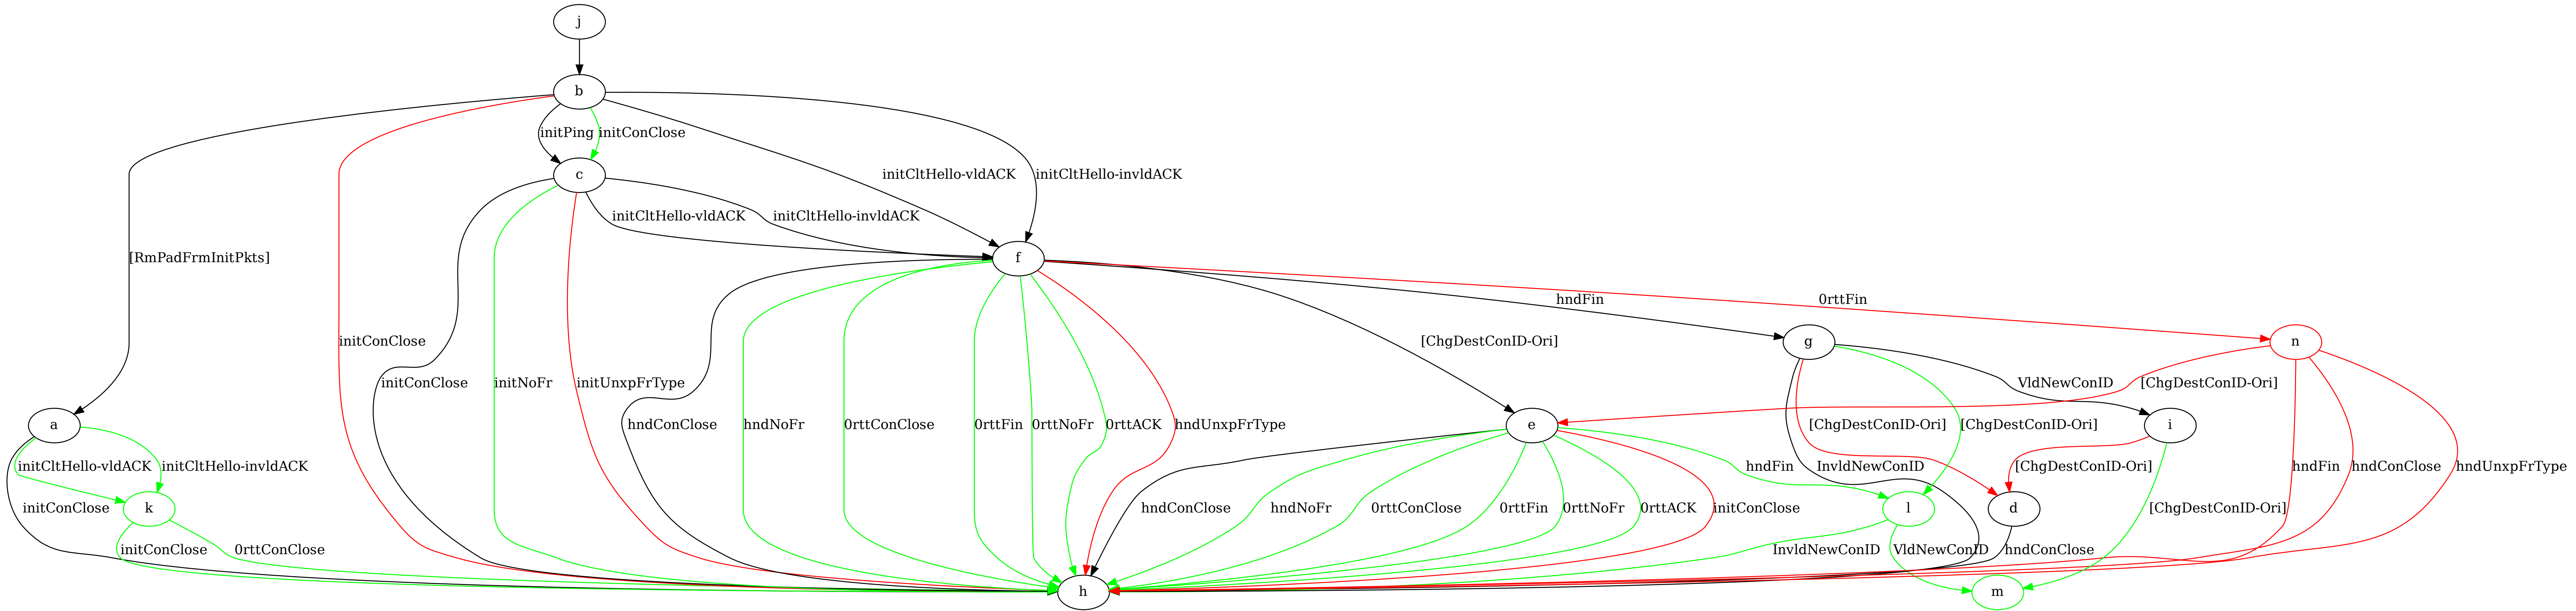 j
b
initPing
initConClose
c
initCltHello-vldACK
initCltHello-invldACK
initCltHello-vldACK
initCltHello-invldACK
[RmPadFrmInitPkts]
f
hndFin
0rttFin
initConClose
[ChgDestConID-Ori]
g
n
initConClose
initNoFr
initUnxpFrType
VldNewConID
[ChgDestConID-Ori]
hndConClose
hndNoFr
0rttConClose
0rttFin
0rttNoFr
0rttACK
hndUnxpFrType
[ChgDestConID-Ori]
[ChgDestConID-Ori]
a
e
i
initCltHello-vldACK
initCltHello-invldACK
hndFin
InvldNewConID
[ChgDestConID-Ori]
hndFin
hndConClose
hndUnxpFrType
initConClose
k
hndConClose
hndNoFr
0rttConClose
0rttFin
0rttNoFr
0rttACK
initConClose
l
d
[ChgDestConID-Ori]
initConClose
0rttConClose
InvldNewConID
VldNewConID
hndConClose
h
m